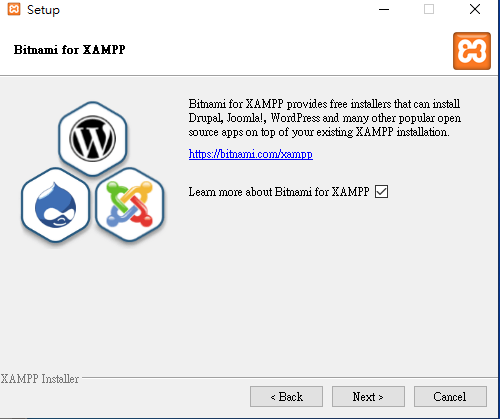 Setup
Bitnami for XAMPP
Bitnami for XAMPP provides free installers that can install
Drupal, Joomla!, WordPress and many other popular open
source apps on top of your existing XAMPP installation.
https://bitnami.com/xampp
Learn more about Bitnami for XAMPP
XAMPP Installer
< Back
Next >
Cancel